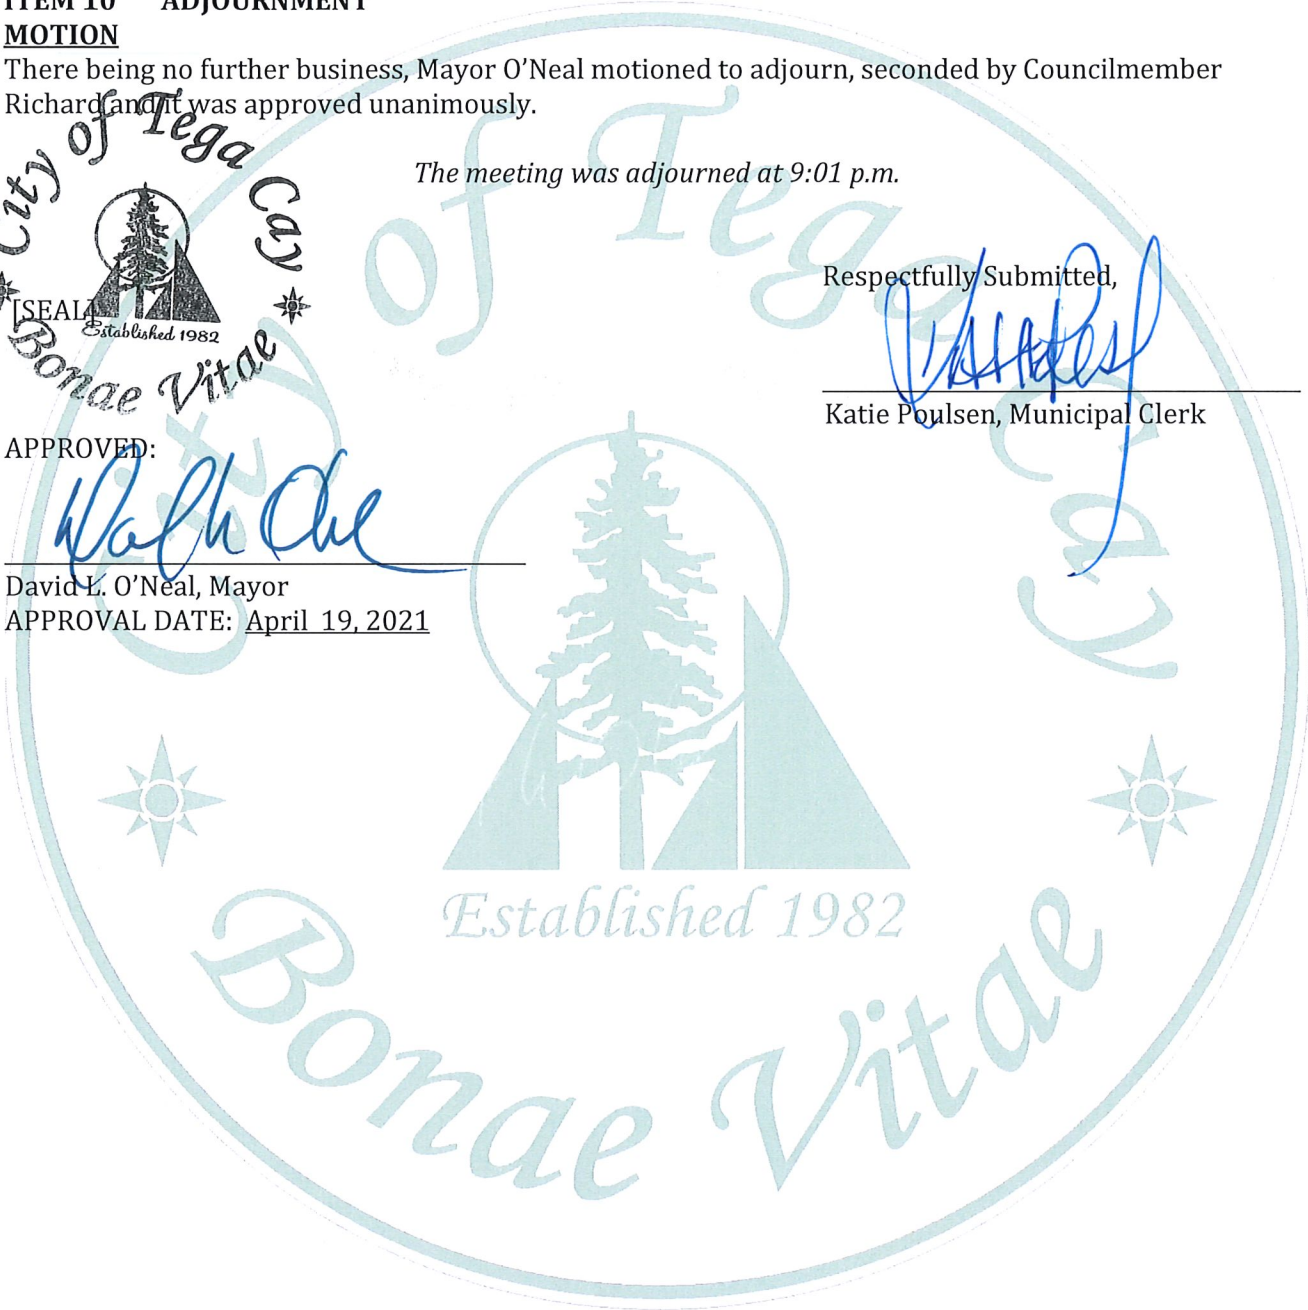 ITEM 10 ADJOURNMENT
MOTION
There being no further business, Mayor O'Neal motioned to adjourn, seconded by Councilmember
Richard and it was approved unanimously.
The meeting was adjourned at 9:01 p.m.
City of Tega Cay
[SEAL]
Established 1982
Bonae Vitae
Respectfully Submitted,
Katie Poulsen, Municipal Clerk
APPROVED:
David L. O'Neal, Mayor
APPROVAL DATE: April 19, 2021
City of Tega Cay
Established 1982
Bonae Vitae